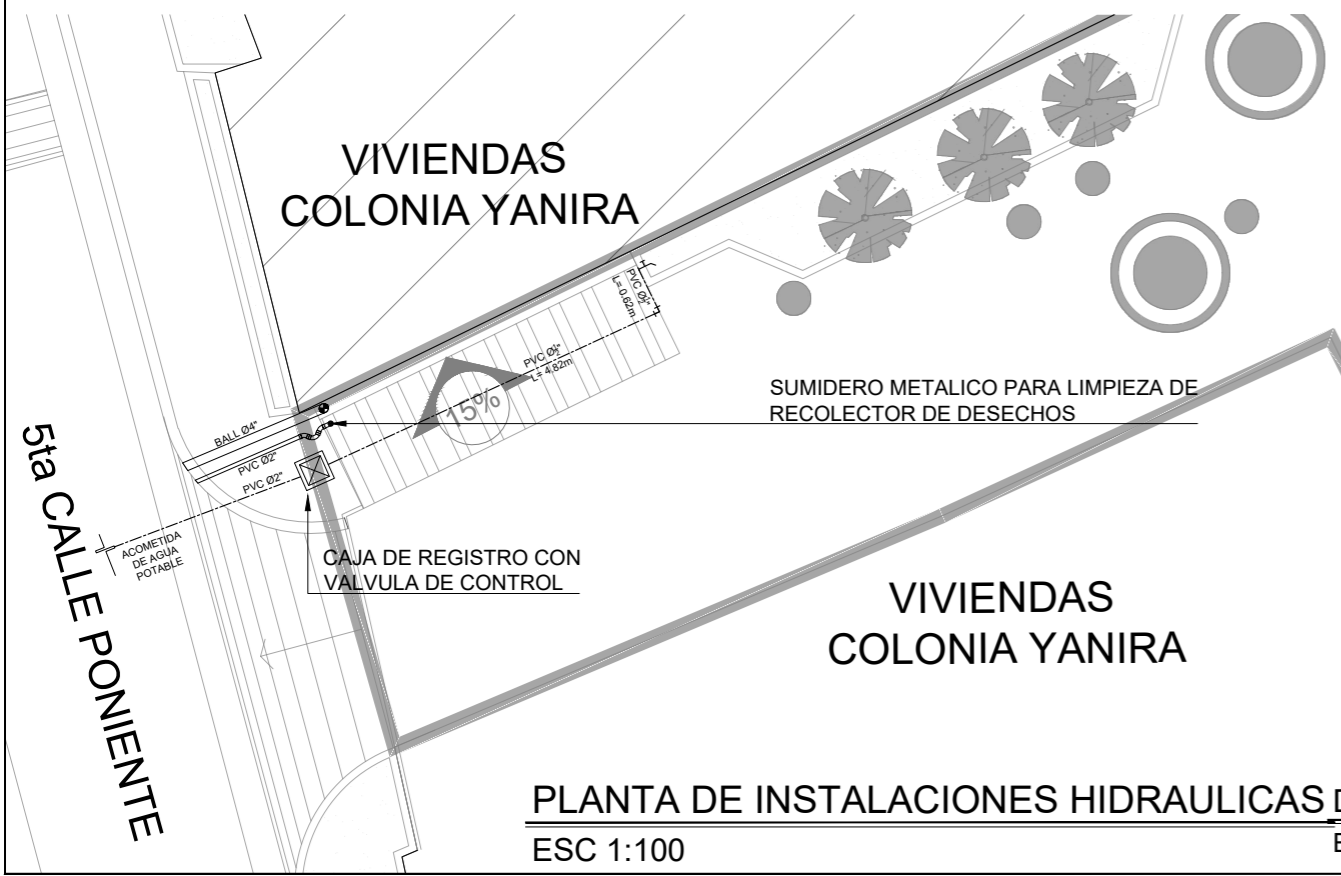 VIVIENDAS
COLONIA YANIRA
PVC Ø½"
L= 0.62m
PVC Ø½"
L= 4.82m
15%
SUMIDERO METALICO PARA LIMPIEZA DE
RECOLECTOR DE DESECHOS
BALL Ø4"
PVC Ø2"
PVC Ø2"
5ta CALLE PONIENTE
ACOMETIDA
DE AGUA
POTABLE
CAJA DE REGISTRO CON
VALVULA DE CONTROL
VIVIENDAS
COLONIA YANIRA
PLANTA DE INSTALACIONES HIDRAULICAS
ESC 1:100